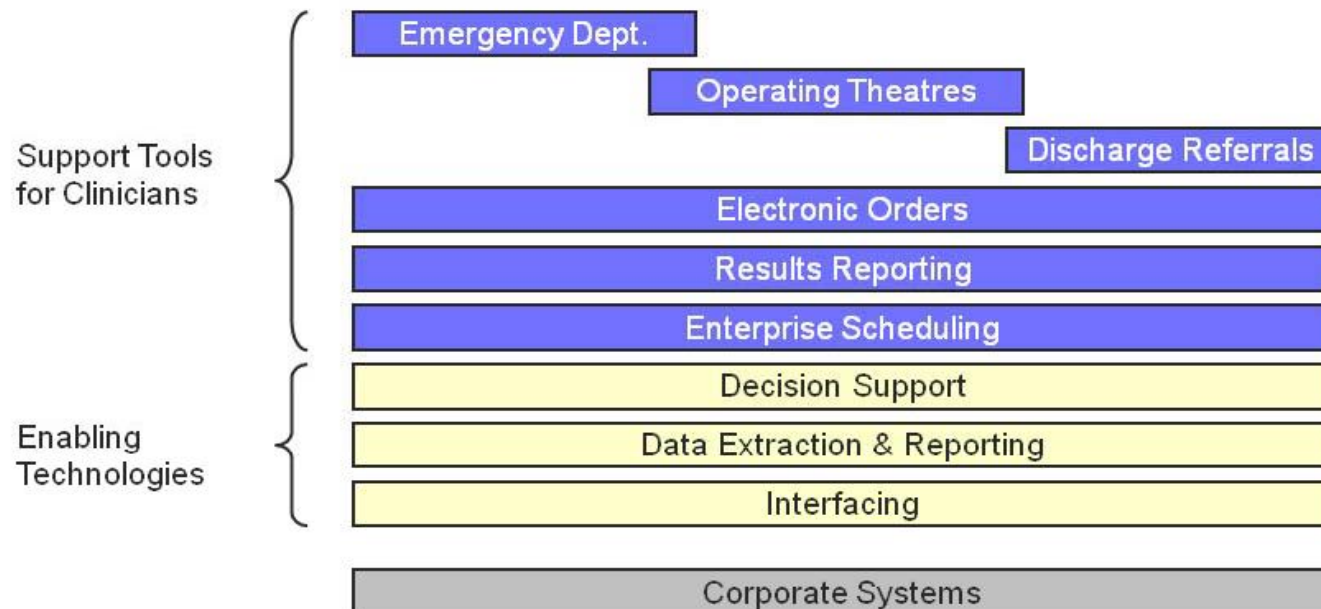 Emergency Dept.
Operating Theatres
Discharge Referrals
Support Tools
for Clinicians
Electronic Orders
Results Reporting
Enterprise Scheduling
Decision Support
Enabling
Technologies
Data Extraction & Reporting
Interfacing
Corporate Systems